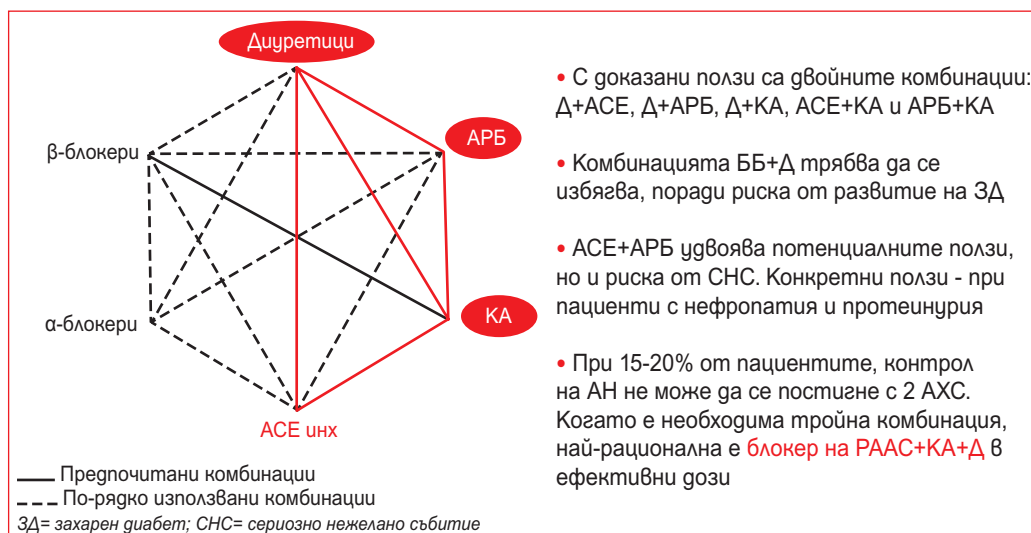 Диуретици
β-блокери
АРБ
α-блокери
КА
АСЕ инх
Предпочитани комбинации
По-рядко използвани комбинации
ЗД= захарен диабет; СНС= сериозно нежелано събитие
• С доказани ползи са двойните комбинации:
Д+АСЕ, Д+АРБ, Д+КА, АСЕ+КА и АРБ+КА
• Комбинацията ББ+Д трябва да се
избягва, поради риска от развитие на ЗД
• АСЕ+АРБ удвоява потенциалните ползи,
но и риска от СНС. Конкретни ползи - при
пациенти с нефропатия и протеинурия
• При 15-20% от пациентите, контрол
на АН не може да се постигне с 2 АХС.
Когато е необходима тройна комбинация,
най-рационална е блокер на РААС+КА+Д в
ефективни дози